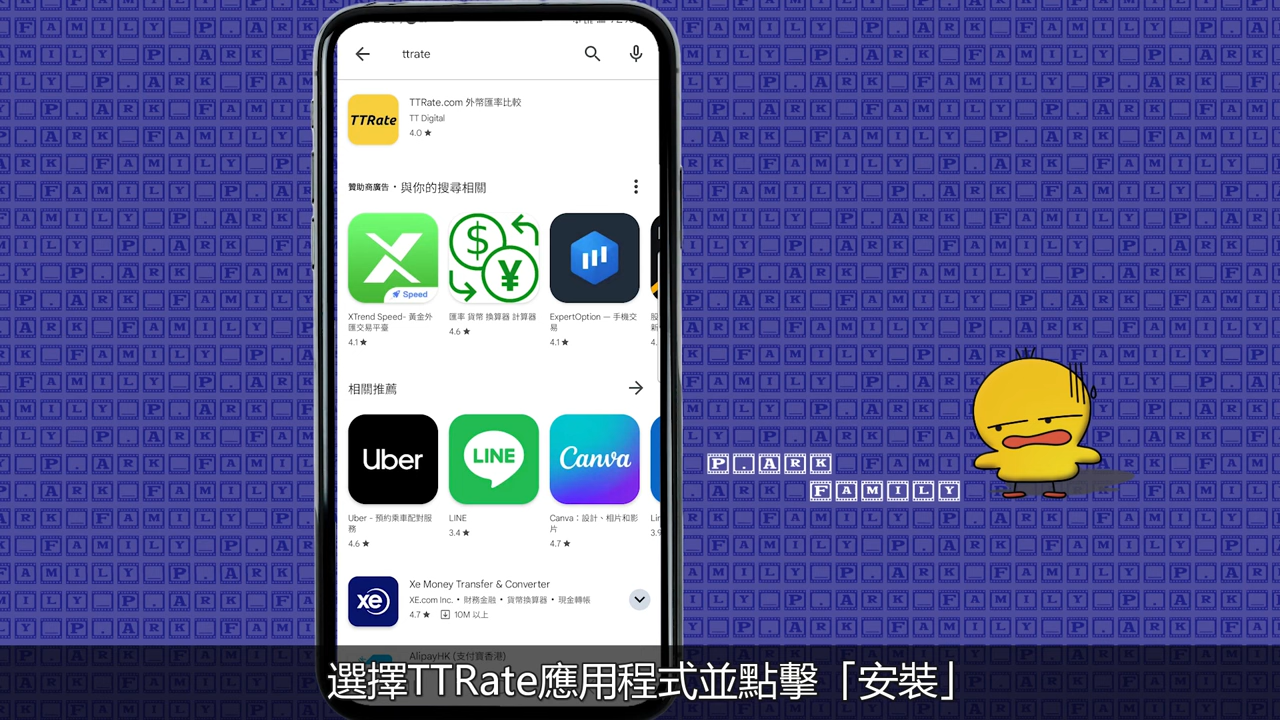 ttrate
TTRate
TTRate.com 外幣匯率比較
TT Digital
4.0 ★
贊助商廣告・與你的搜尋相關
Speed
XTrend Speed- 黃金外
匯交易平臺
4.1★
匯率 貨幣 換算器 計算器
4.6 ★
ExpertOption — 手機交
易
4.1★
相關推薦
Uber
LINE
Canva
Uber - 預約乘車配對服
務
4.6 ★
LINE
3.4 ★
Canva：設計、相片和影
片
4.7 ★
xe
Xe Money Transfer & Converter
XE.com Inc. • 財務金融 • 貨幣換算器 • 現金轉帳
4.7 ★ 10M 以上
AlipayHK (支付寶香港)
P.ARK
FAMILY
選擇TTRate應用程式並點擊「安裝」